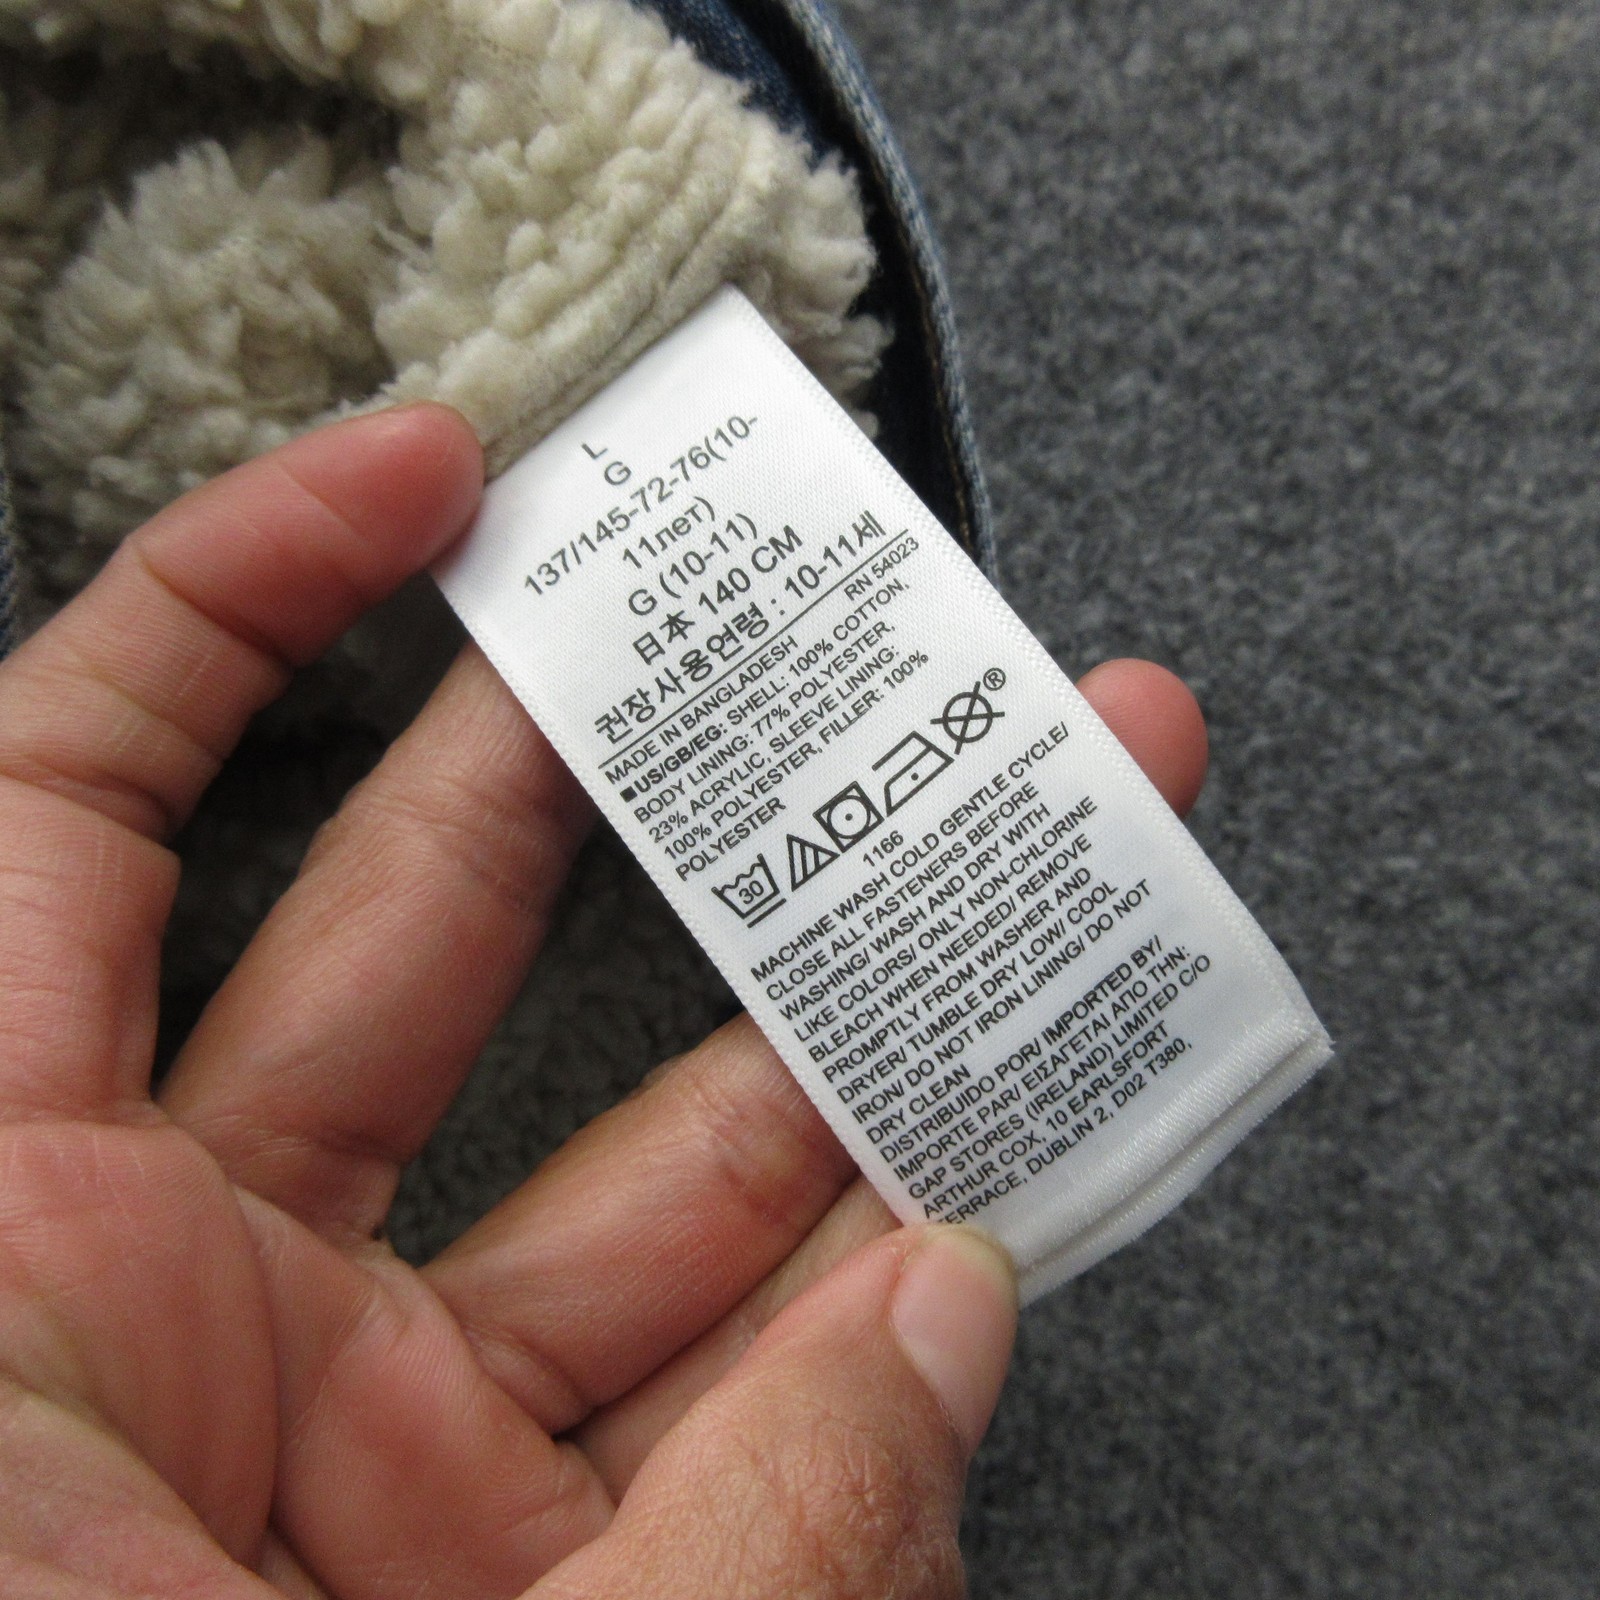 L
G
137/145-72-76(10-
11лет)
G (10-11)
日本 140 CM
권장사용연령 : 10-11세
MADE IN BANGLADESH RN 54023
■US/GB/EG: SHELL: 100% COTTON,
BODY LINING: 77% POLYESTER,
23% ACRYLIC, SLEEVE LINING:
100% POLYESTER, FILLER: 100%
POLYESTER
30
®
1166
MACHINE WASH COLD GENTLE CYCLE/
CLOSE ALL FASTENERS BEFORE
WASHING/ WASH AND DRY WITH
LIKE COLORS/ ONLY NON-CHLORINE
BLEACH WHEN NEEDED/ REMOVE
PROMPTLY FROM WASHER AND
DRYER/ TUMBLE DRY LOW/ COOL
IRON/ DO NOT IRON LINING/ DO NOT
DRY CLEAN
DISTRIBUIDO POR/ IMPORTED BY/
IMPORTE PAR/ ΕΙΣΑΓΕΤΑΙ ΑΠΟ ΤΗΝ:
GAP STORES (IRELAND) LIMITED C/O
ARTHUR COX, 10 EARLSFORT
TERRACE, DUBLIN 2, D02 T380,